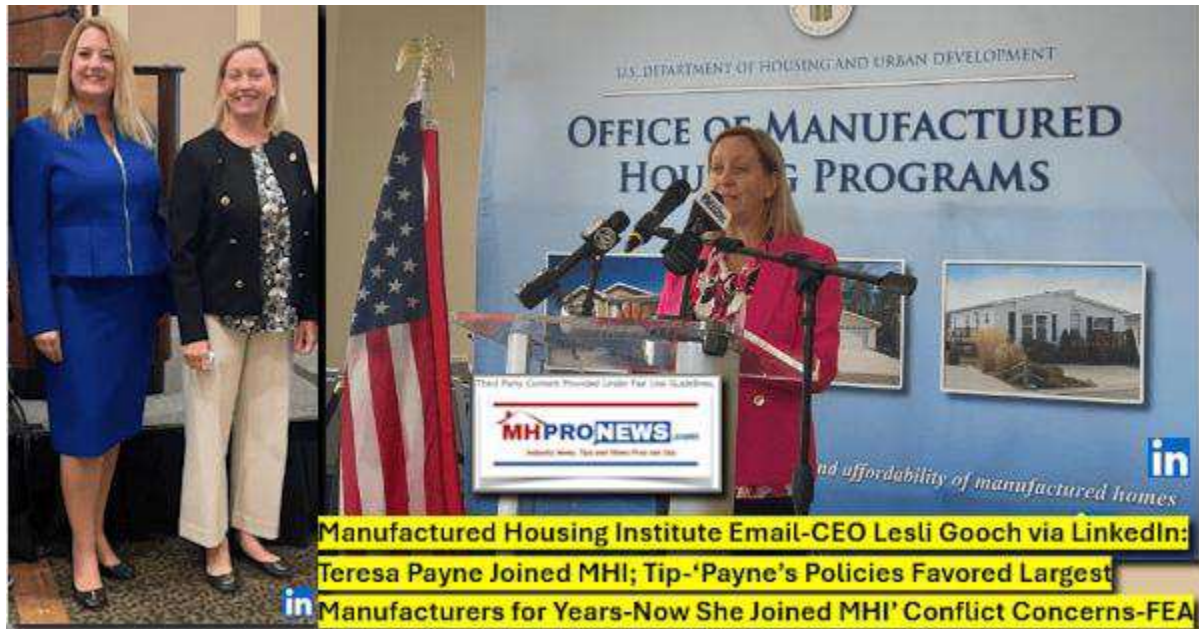 U.S. DEPARTMENT OF HOUSING AND URBAN DEVELOPMENT
OFFICE OF MANUFACTURED
HOU G PROGRAMS
Third Party Content Provided Under Fair Use Guidelines.
MHPRONEWS.com
Industry News, Tips and Views Pros can Use
nd affordability of manufactured homes
in
in
Manufactured Housing Institute Email-CEO Lesli Gooch via LinkedIn:
Teresa Payne Joined MHI; Tip-‘Payne’s Policies Favored Largest
Manufacturers for Years-Now She Joined MHI’ Conflict Concerns-FEA